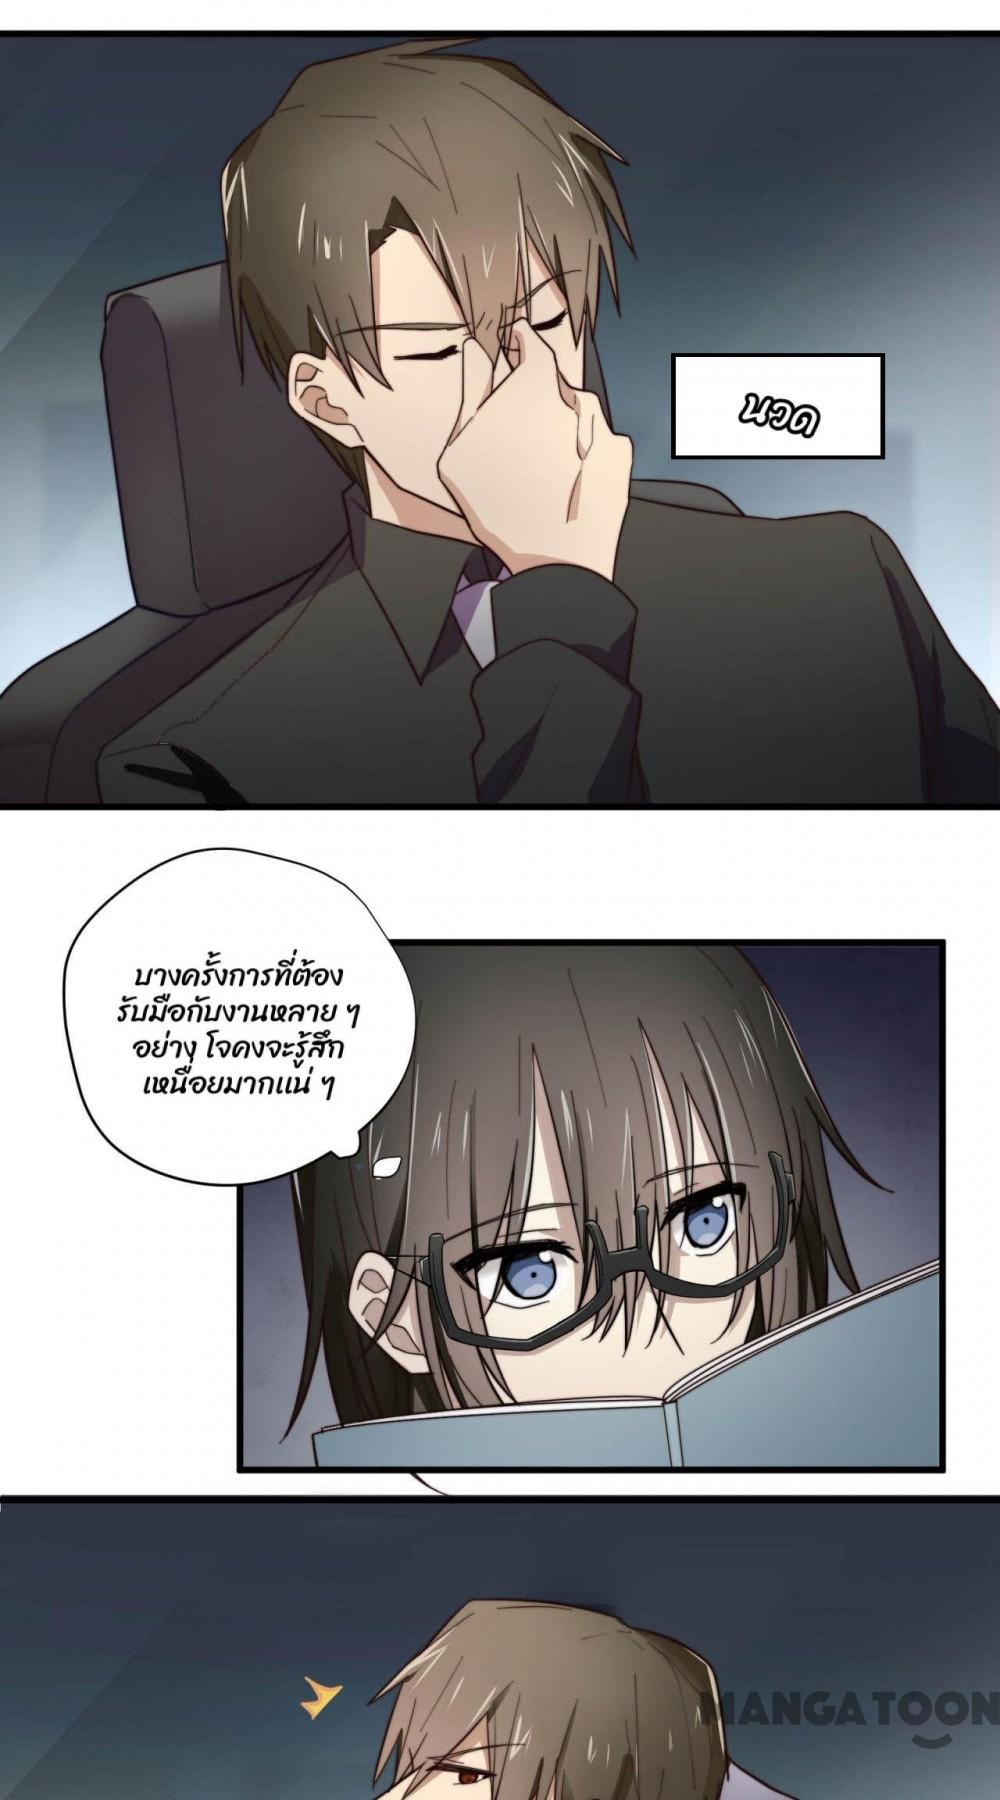 นวด
บางครั้งการที่ต้อง
รับมือกับงานหลาย ๆ
อย่าง โจคงจะรู้สึก
เหนื่อยมากแน่ ๆ
MANGATOON